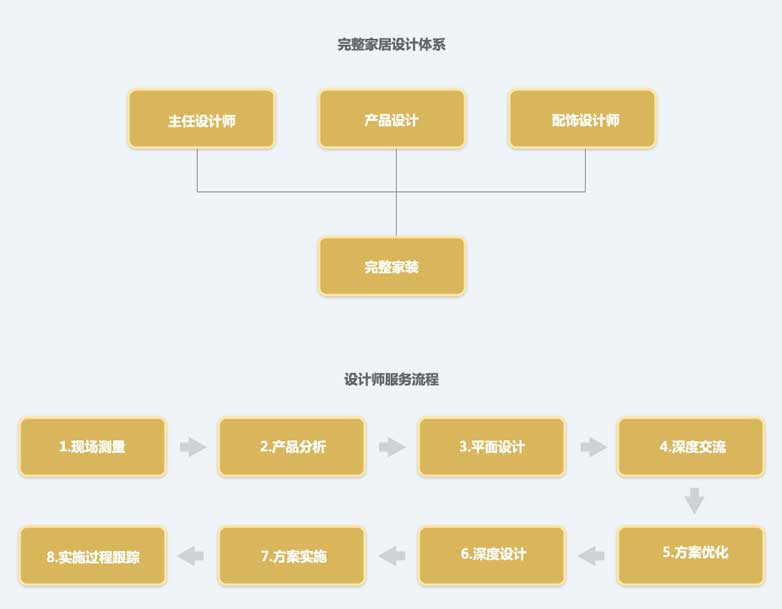 完整家居设计体系
主任设计师
产品设计
配饰设计师
完整家装
设计师服务流程
1.现场测量
2.产品分析
3.平面设计
4.深度交流
5.方案优化
6.深度设计
7.方案实施
8.实施过程跟踪